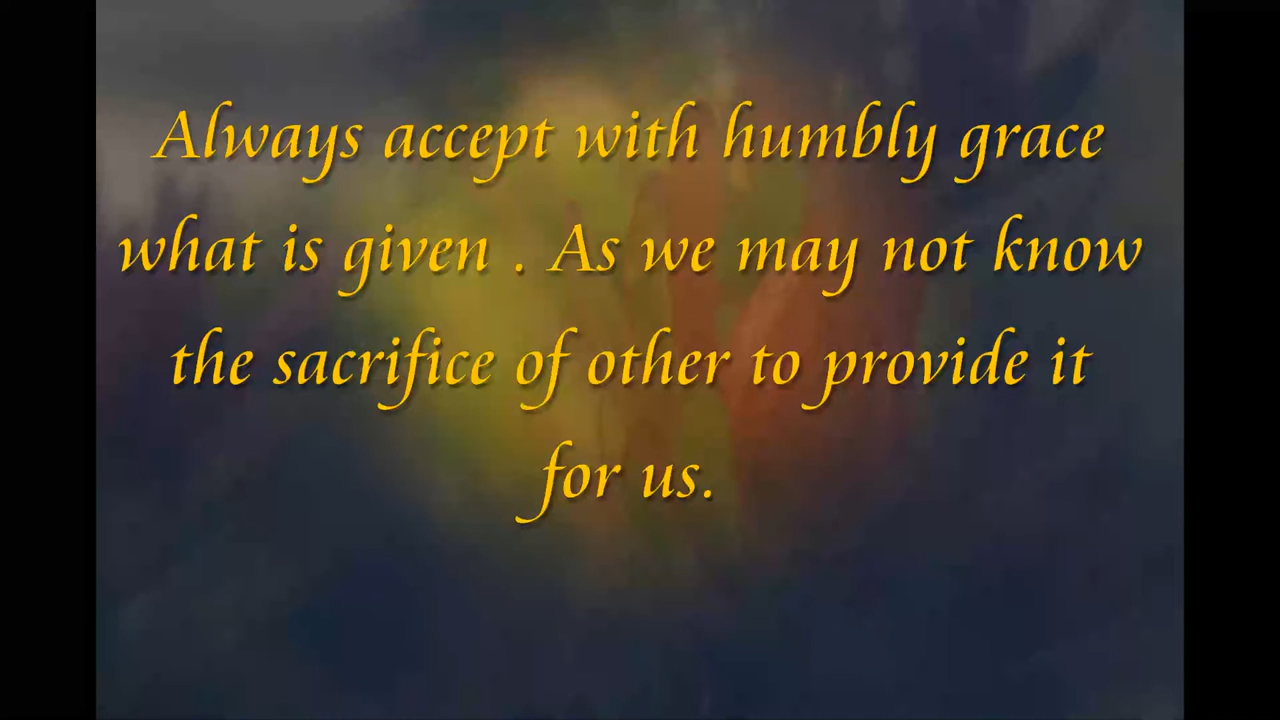 Always accept with humbly grace
what is given . As we may not know
the sacrifice of other to provide it
for us.